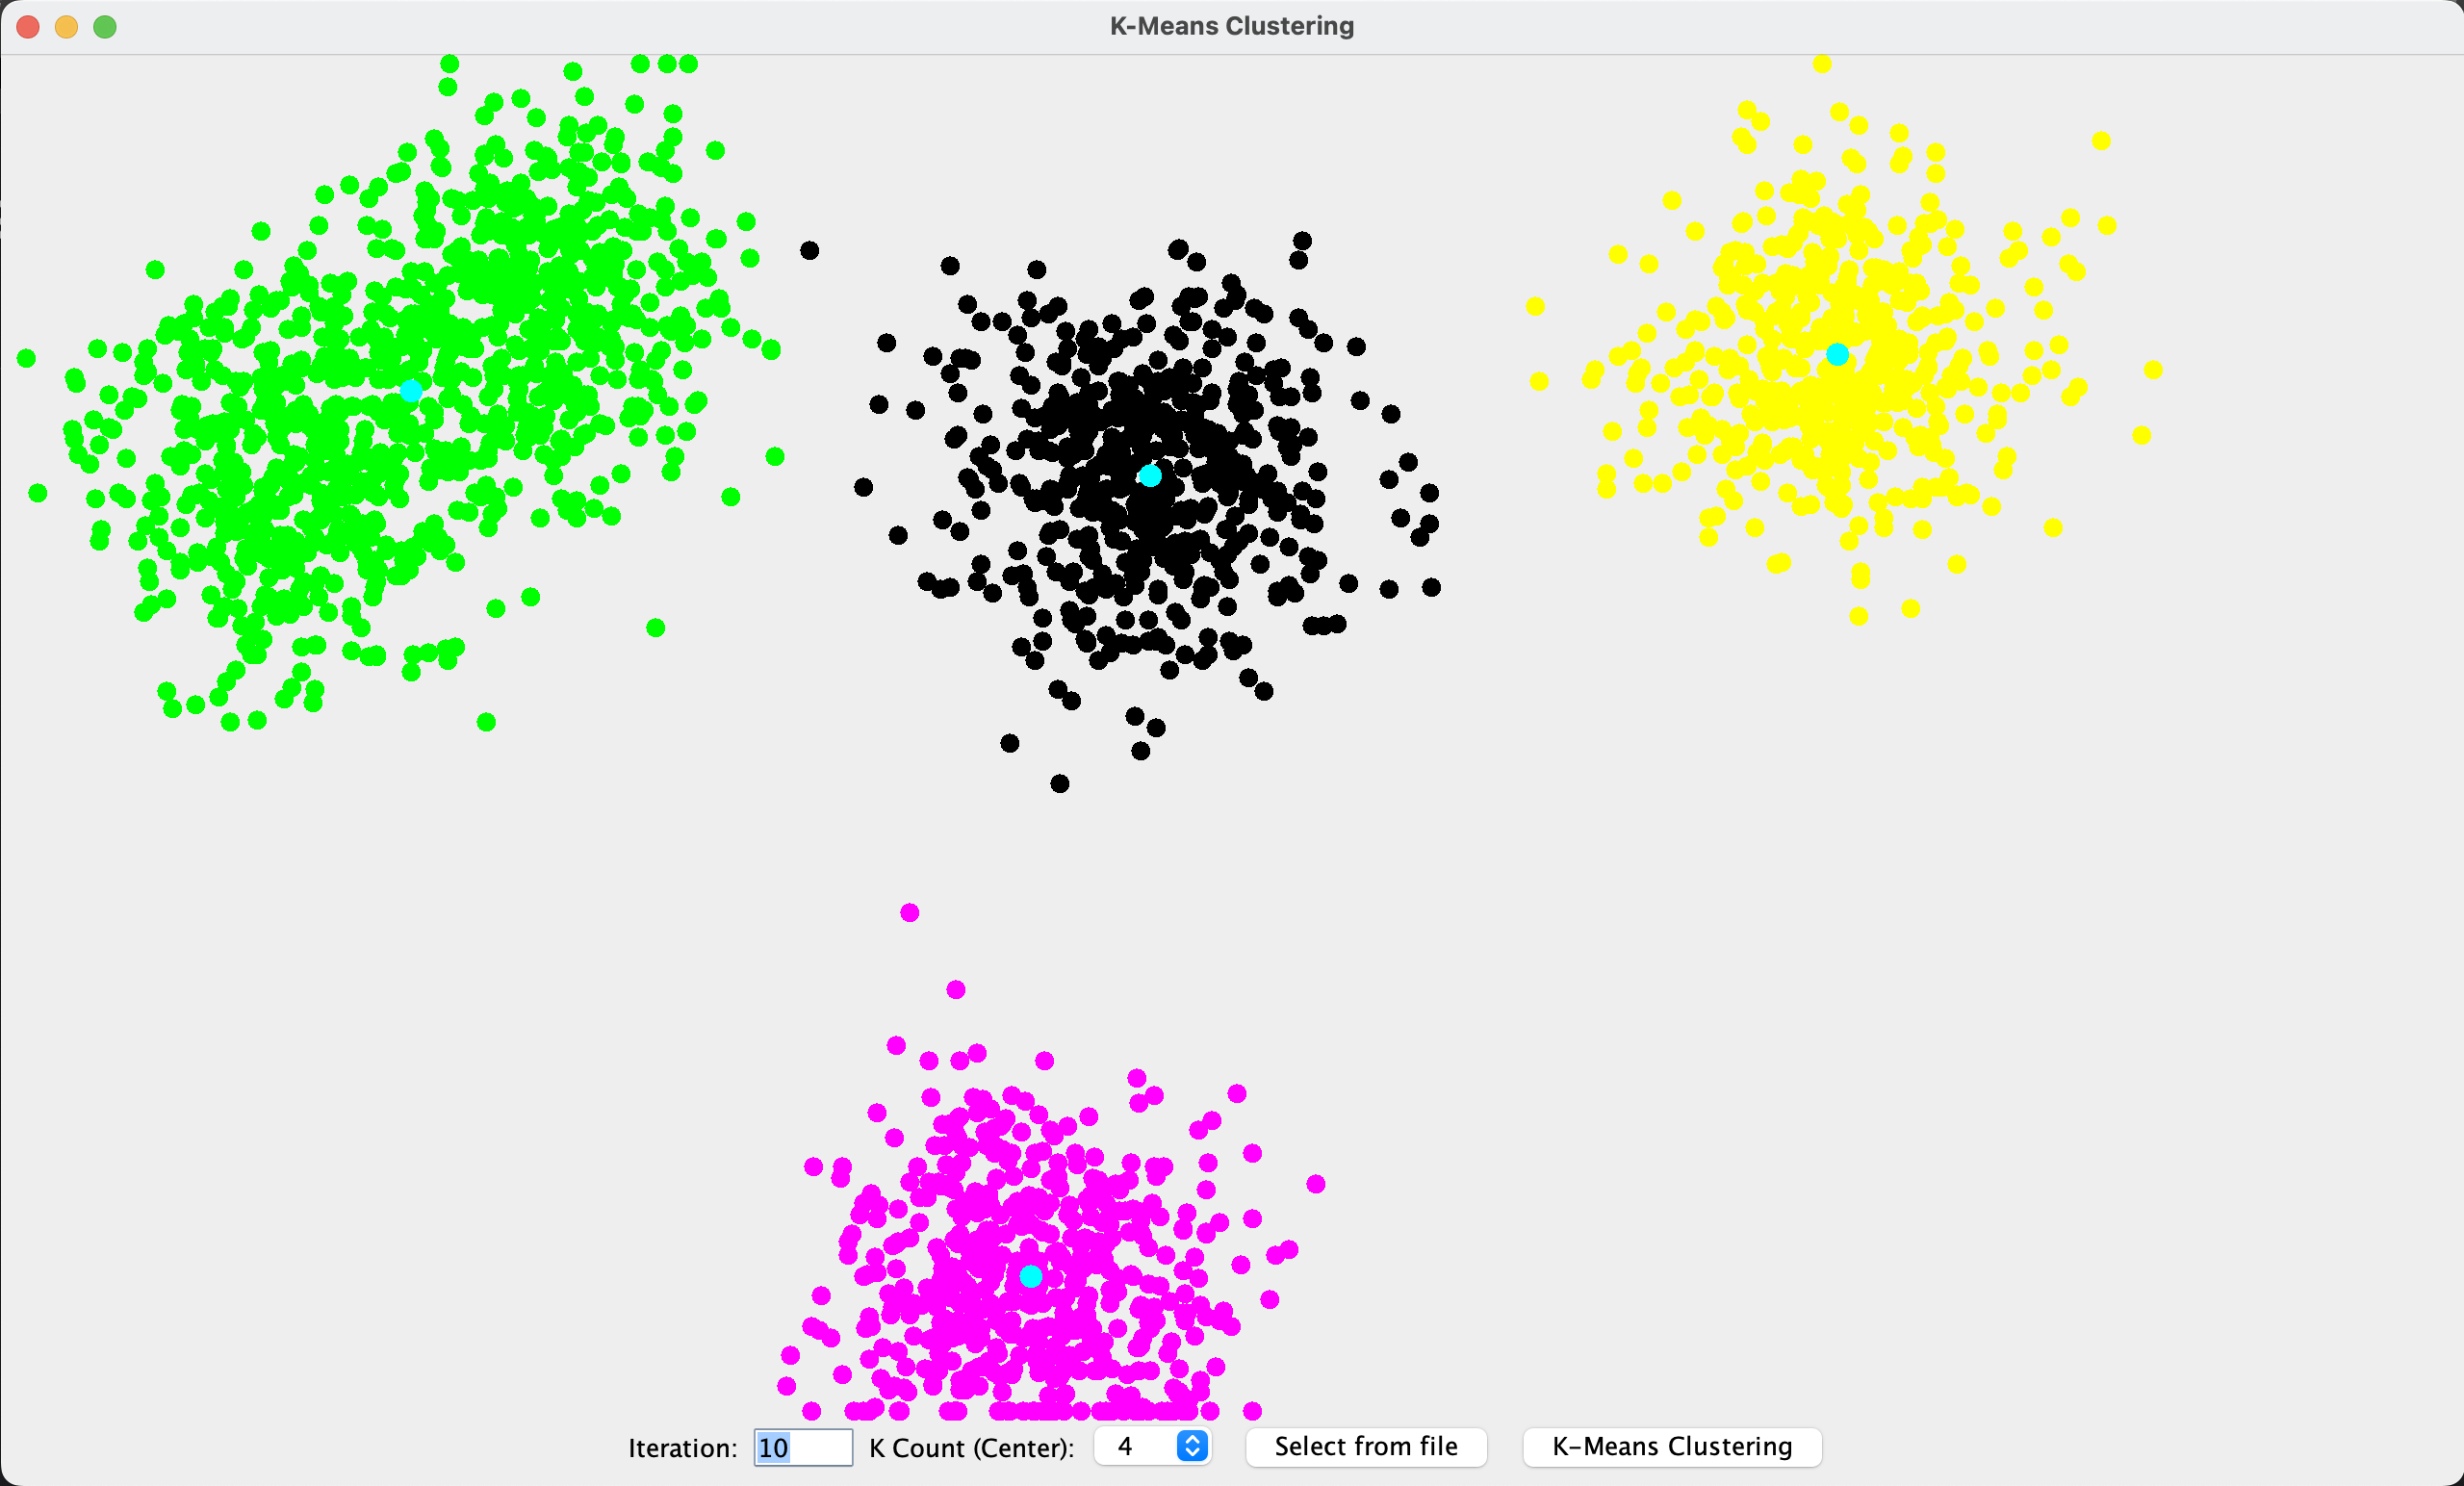 K-Means Clustering
Iteration: 10 K Count (Center): 4 Select from file K-Means Clustering